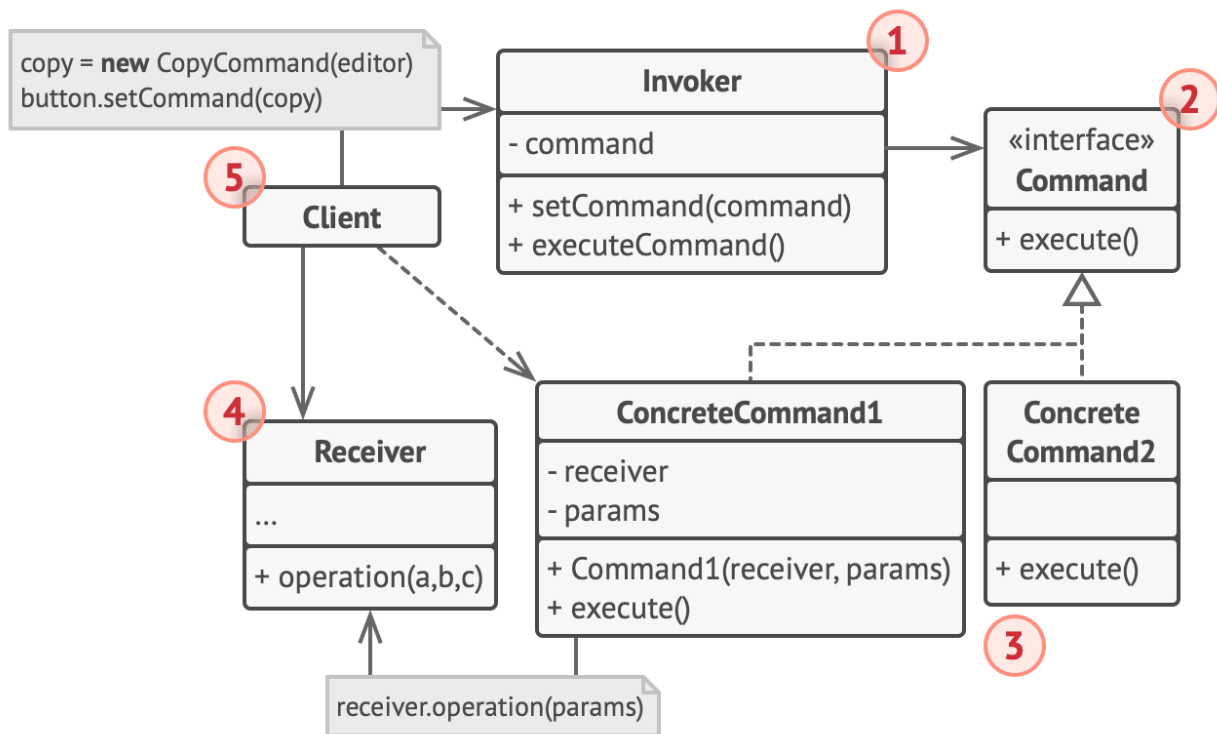 copy = new CopyCommand(editor)
button.setCommand(copy)
1
Invoker
- command
+ setCommand(command)
+ executeCommand()
2
«interface»
Command
+ execute()
5
Client
4
Receiver
...
+ operation(a,b,c)
ConcreteCommand1
- receiver
- params
+ Command1(receiver, params)
+ execute()
Concrete
Command2
+ execute()
3
receiver.operation(params)